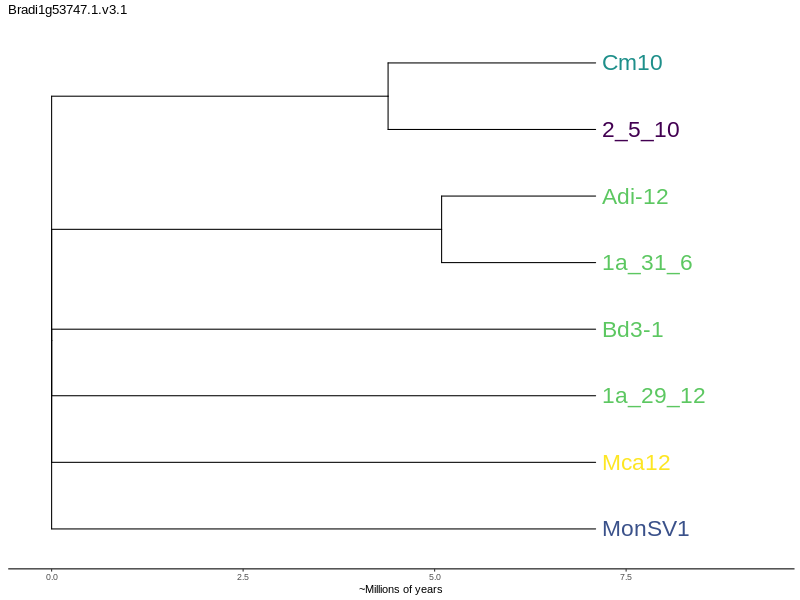 Bradi1g53747.1.v3.1
Cm10
2_5_10
Adi-12
1a_31_6
Bd3-1
1a_29_12
Mca12
MonSV1
0.0 2.5 5.0 7.5
~Millions of years